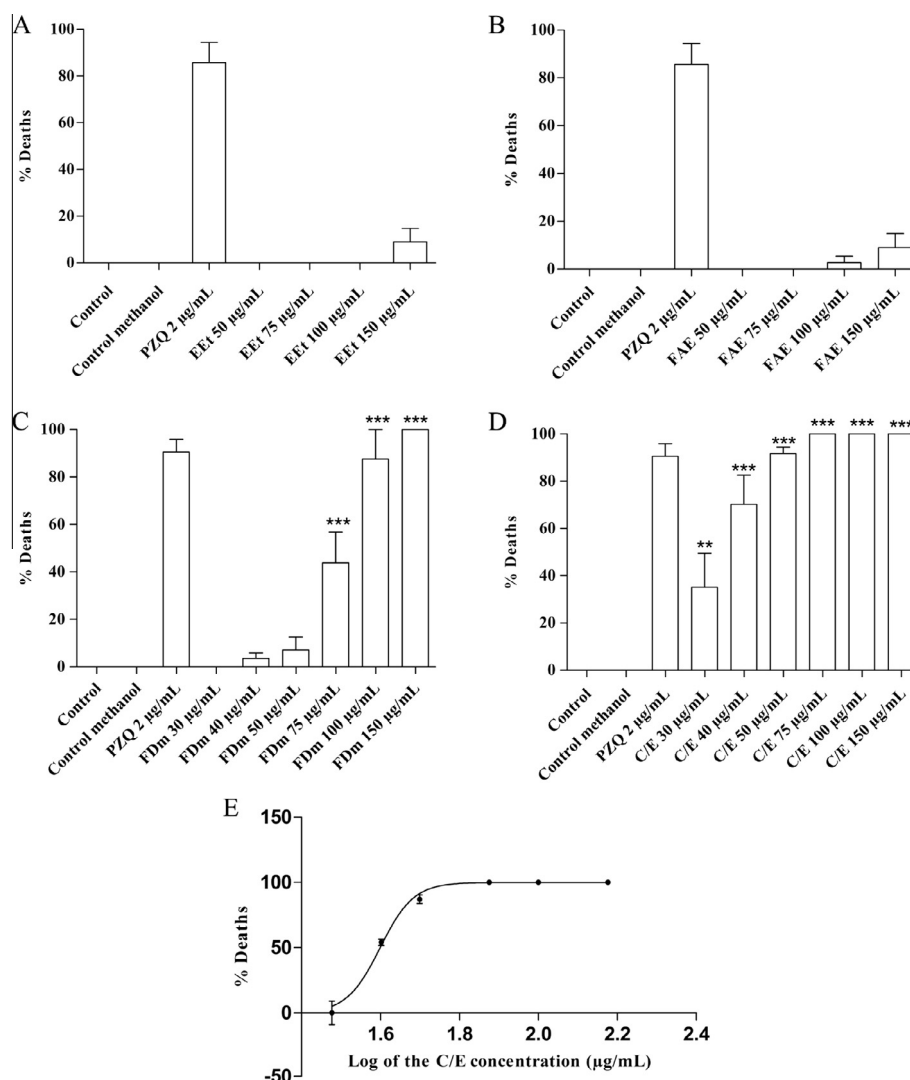 A
100
80
60
40
20
0
% Deaths
Control
Control methanol
PZQ 2 µg/mL
EEt 50 µg/mL
EEt 75 µg/mL
EEt 100 µg/mL
EEt 150 µg/mL
B
100
80
60
40
20
0
% Deaths
Control
Control methanol
PZQ 2 µg/mL
FAE 50 µg/mL
FAE 75 µg/mL
FAE 100 µg/mL
FAE 150 µg/mL
C
100
80
60
40
20
0
% Deaths
***
***
***
Control
Control methanol
PZQ 2 µg/mL
FDm 30 µg/mL
FDm 40 µg/mL
FDm 50 µg/mL
FDm 75 µg/mL
FDm 100 µg/mL
FDm 150 µg/mL
D
100
80
60
40
20
0
% Deaths
**
***
***
***
***
***
Control
Control methanol
PZQ 2 µg/mL
C/E 30 µg/mL
C/E 40 µg/mL
C/E 50 µg/mL
C/E 75 µg/mL
C/E 100 µg/mL
C/E 150 µg/mL
E
150
100
50
0
-50
% Deaths
1.6
1.8
2.0
2.2
2.4
Log of the C/E concentration (µg/mL)